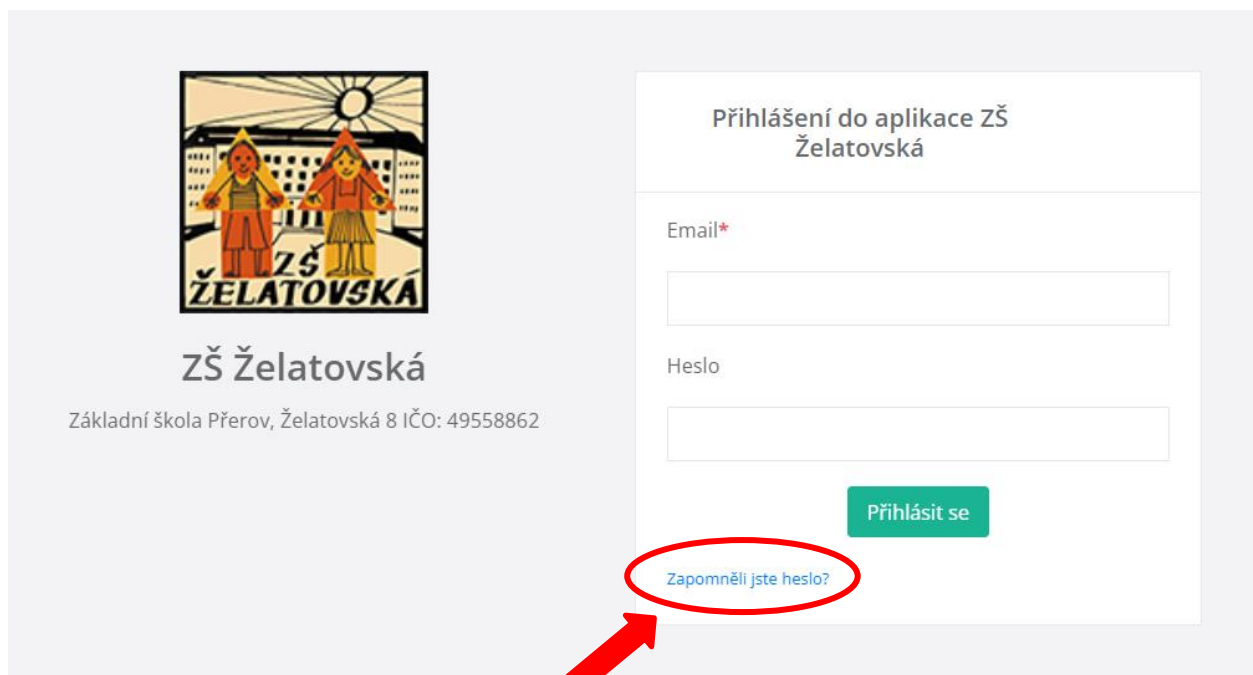 ZŠ
ŽELATOVSKÁ
ZŠ Želatovská
Základní škola Přerov, Želatovská 8 IČO: 49558862
Přihlášení do aplikace ZŠ
Želatovská
Email*
Heslo
Přihlásit se
Zapomněli jste heslo?